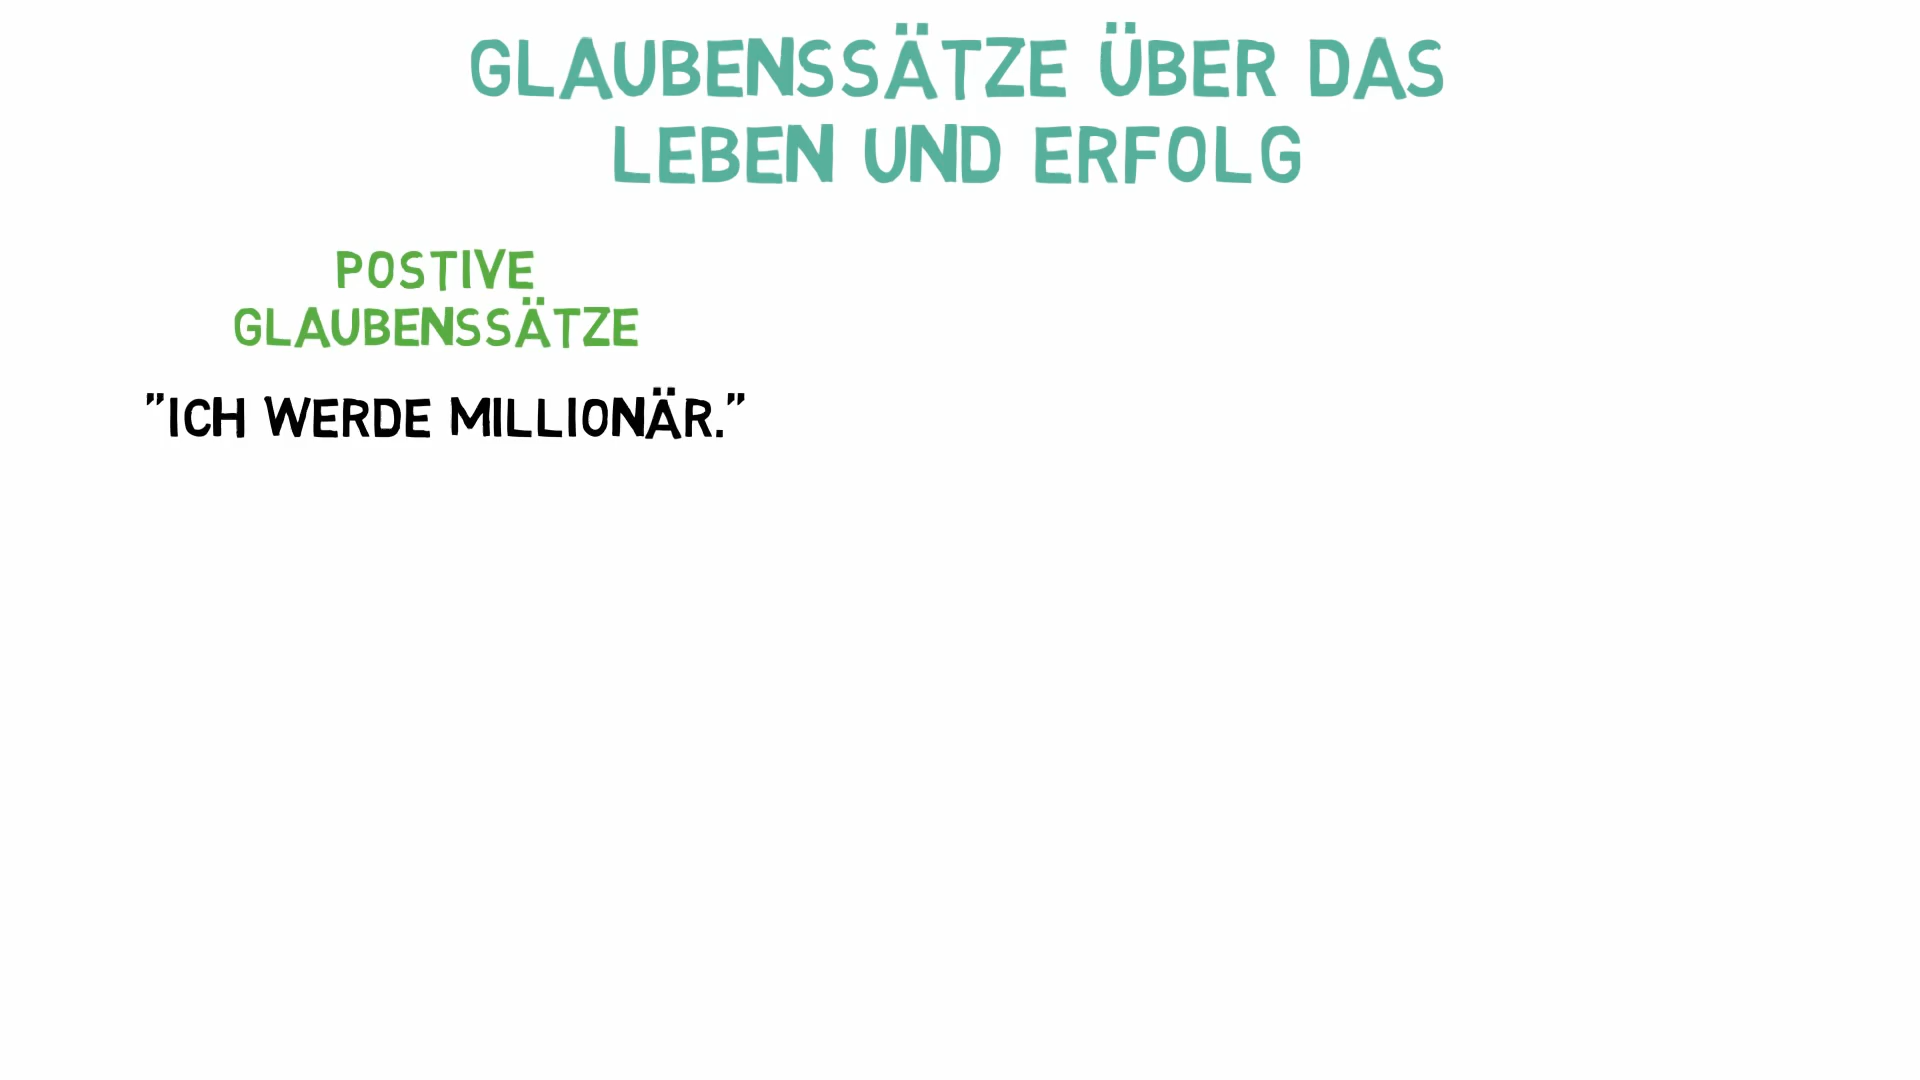 GLAUBENSSÄTZE ÜBER DAS
LEBEN UND ERFOLG
POSTIVE
GLAUBENSSÄTZE
"ICH WERDE MILLIONÄR."